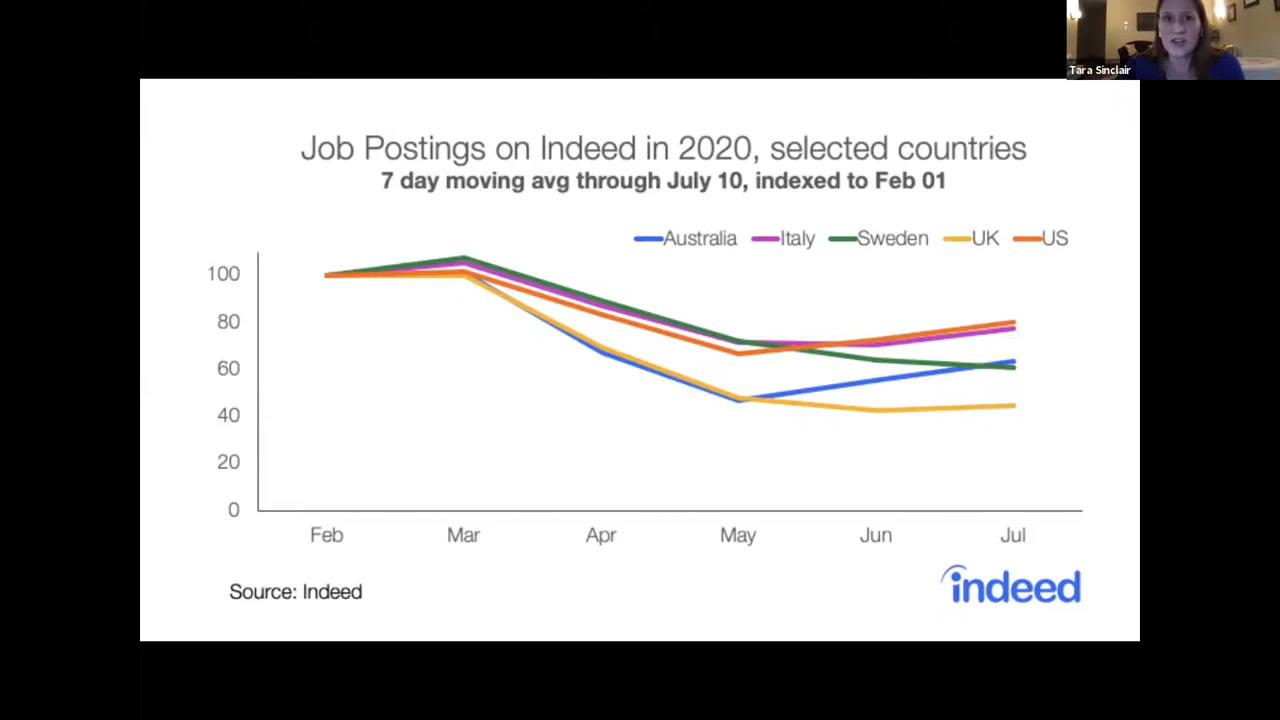 Tara Sinclair
Job Postings on Indeed in 2020, selected countries
7 day moving avg through July 10, indexed to Feb 01
Australia Italy Sweden UK US
100
80
60
40
20
0
Feb Mar Apr May Jun Jul
Source: Indeed
indeed